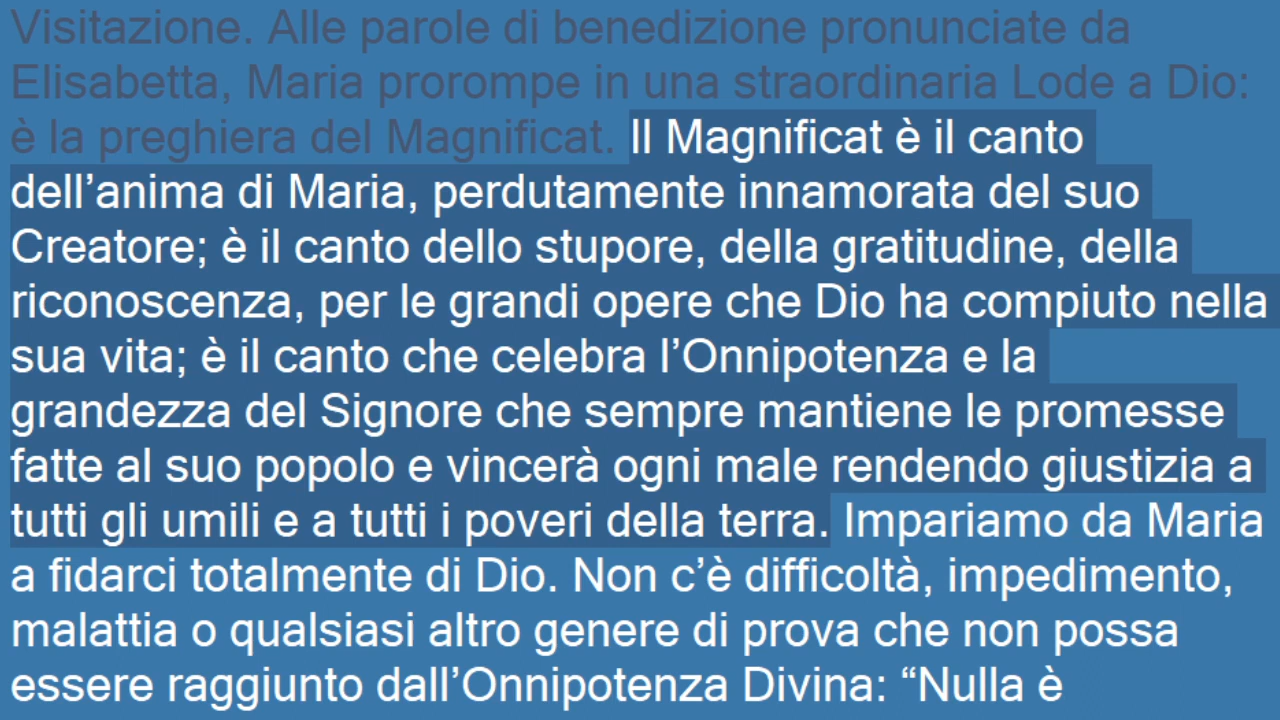 Visitazione. Alle parole di benedizione pronunciate da
Elisabetta, Maria prorompe in una straordinaria Lode a Dio:
è la preghiera del Magnificat. Il Magnificat è il canto
dell’anima di Maria, perdutamente innamorata del suo
Creatore; è il canto dello stupore, della gratitudine, della
riconoscenza, per le grandi opere che Dio ha compiuto nella
sua vita; è il canto che celebra l’Onnipotenza e la
grandezza del Signore che sempre mantiene le promesse
fatte al suo popolo e vincerà ogni male rendendo giustizia a
tutti gli umili e a tutti i poveri della terra. Impariamo da Maria
a fidarci totalmente di Dio. Non c’è difficoltà, impedimento,
malattia o qualsiasi altro genere di prova che non possa
essere raggiunto dall’Onnipotenza Divina: “Nulla è